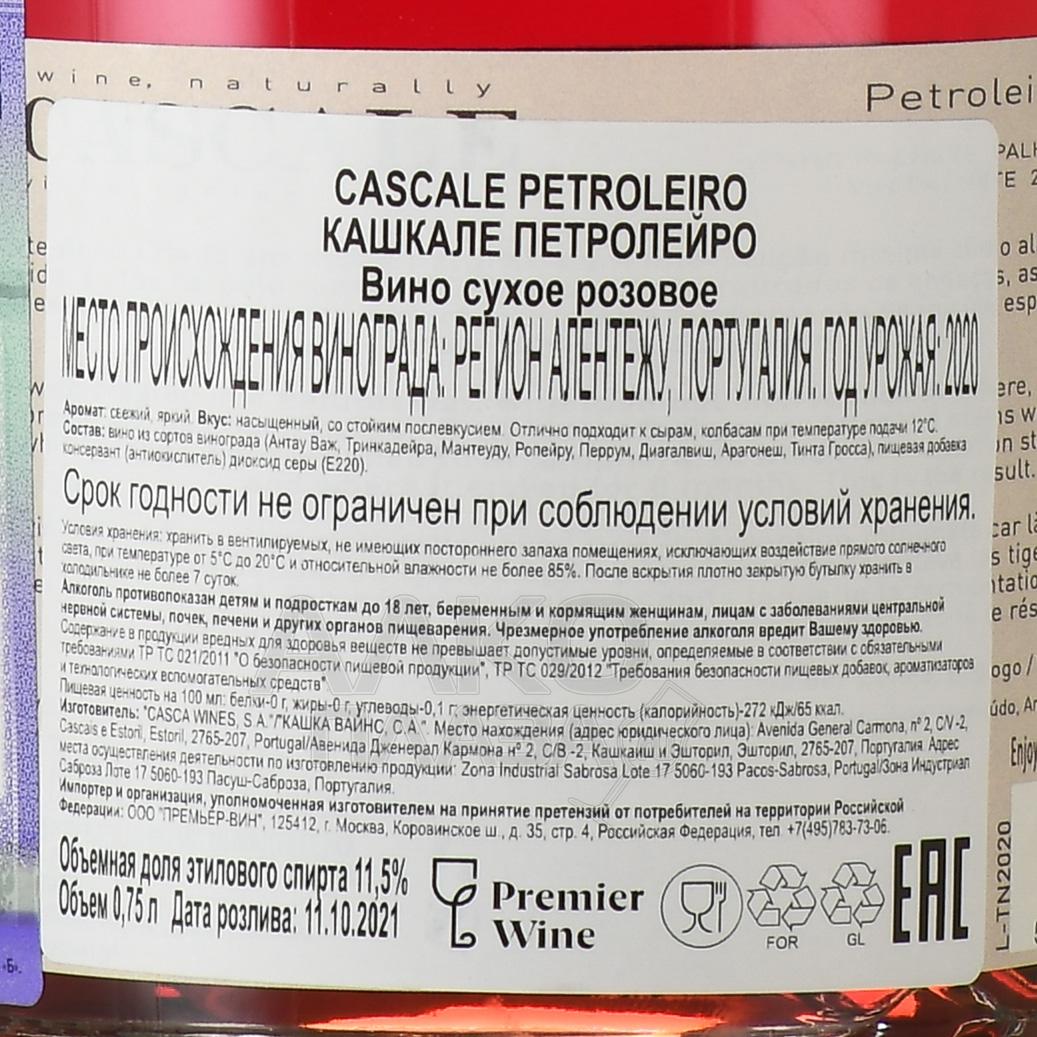 wine, naturally
Petrolei
CASCALE PETROLEIRO
КАШКАЛЕ ПЕТРОЛЕЙРО
Вино сухое розовое
МЕСТО ПРОИСХОЖДЕНИЯ ВИНОГРАДА: РЕГИОН АЛЕНТЕЖУ, ПОРТУГАЛИЯ. ГОД УРОЖАЯ: 2020
Аромат: свежий, яркий. Вкус: насыщенный, со стойким послевкусием. Отлично подходит к сырам, колбасам при температуре подачи 12°С.
Состав: вино из сортов винограда (Антау Важ, Тринкадейра, Мантеуду, Ропейру, Перрум, Диагалвиш, Арагонеш, Тинта Гросса), пищевая добавка
консервант (антиокислитель) диоксид серы (Е220).
Срок годности не ограничен при соблюдении условий хранения.
Условия хранения: хранить в вентилируемых, не имеющих постороннего запаха помещениях, исключающих воздействие прямого солнечного
света, при температуре от 5°С до 20°С и относительной влажности не более 85%. После вскрытия плотно закрытую бутылку хранить в
холодильнике не более 7 суток.
Алкоголь противопоказан детям и подросткам до 18 лет, беременным и кормящим женщинам, лицам с заболеваниями центральной
нервной системы, почек, печени и других органов пищеварения. Чрезмерное употребление алкоголя вредит Вашему здоровью.
Содержание в продукции вредных для здоровья веществ не превышает допустимые уровни, определяемые в соответствии с обязательными
требованиями ТР ТС 021/2011 "О безопасности пищевой продукции", ТР ТС 029/2012 "Требования безопасности пищевых добавок, ароматизаторов
и технологических вспомогательных средств".
Пищевая ценность на 100 мл: белки-0 г, жиры-0 г, углеводы-0,1 г; энергетическая ценность (калорийность)-272 кДж/65 ккал.
Изготовитель: "CASCA WINES, S.A."/"КАШКА ВАЙНС, С.А.". Место нахождения (адрес юридического лица): Avenida General Carmona, nº 2, C/V -2,
Cascais e Estoril, Estoril, 2765-207, Portugal/Авенида Дженерал Кармона нº 2, С/В -2, Кашкаиш и Эшторил, Эшторил, 2765-207, Португалия. Адрес
места осуществления деятельности по изготовлению продукции: Zona Industrial Sabrosa Lote 17 5060-193 Pacos-Sabrosa, Portugal/Зона Индустриал
Саброза Лоте 17 5060-193 Пасуш-Саброза, Португалия.
Импортер и организация, уполномоченная изготовителем на принятие претензий от потребителей на территории Российской
Федерации: ООО "ПРЕМЬЕР-ВИН", 125412, г. Москва, Коровинское ш., д. 35, стр. 4, Российская Федерация, тел. +7(495)783-73-06.
Объемная доля этилового спирта 11,5%
Объем 0,75 л Дата розлива: 11.10.2021
Premier
Wine
FOR
GL
EAC
L-TN2020
Enjoy
«Б».